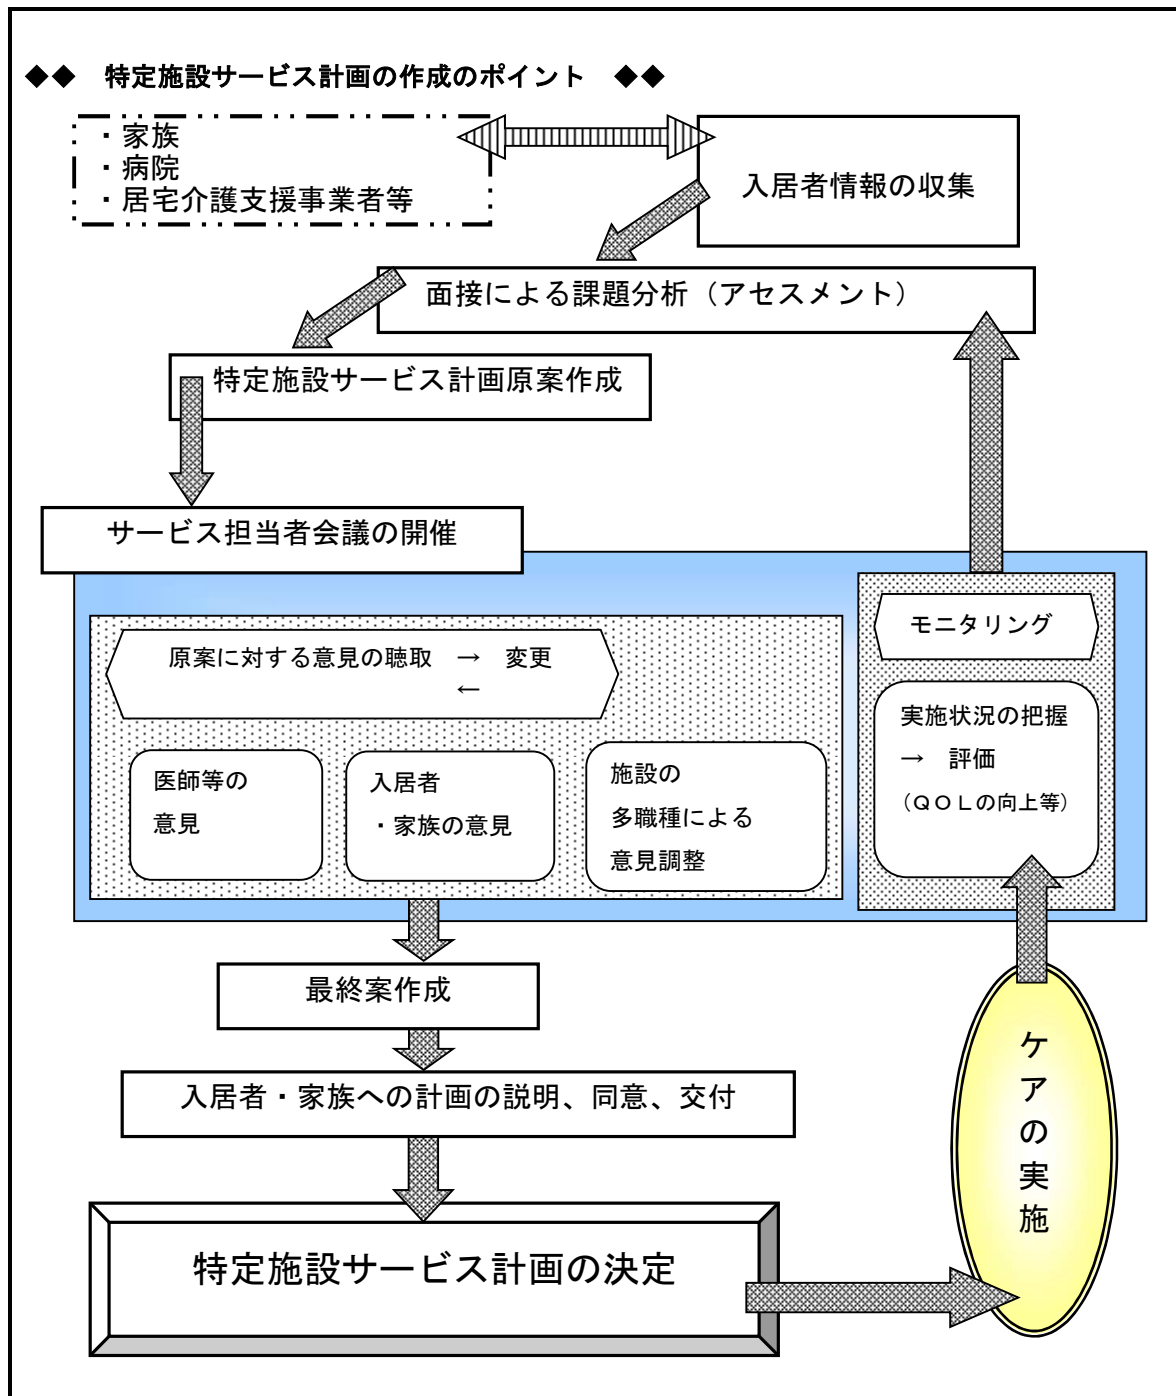 ◆◆　特定施設サービス計画の作成のポイント　◆◆
・家族
・病院
・居宅介護支援事業者等
入居者情報の収集
面接による課題分析（アセスメント）
特定施設サービス計画原案作成
サービス担当者会議の開催
原案に対する意見の聴取　→　変更
←
医師等の
意見
入居者
・家族の意見
施設の
多職種による
意見調整
モニタリング
実施状況の把握
→　評価
（ＱＯＬの向上等）
最終案作成
入居者・家族への計画の説明、同意、交付
特定施設サービス計画の決定
ケアの実施